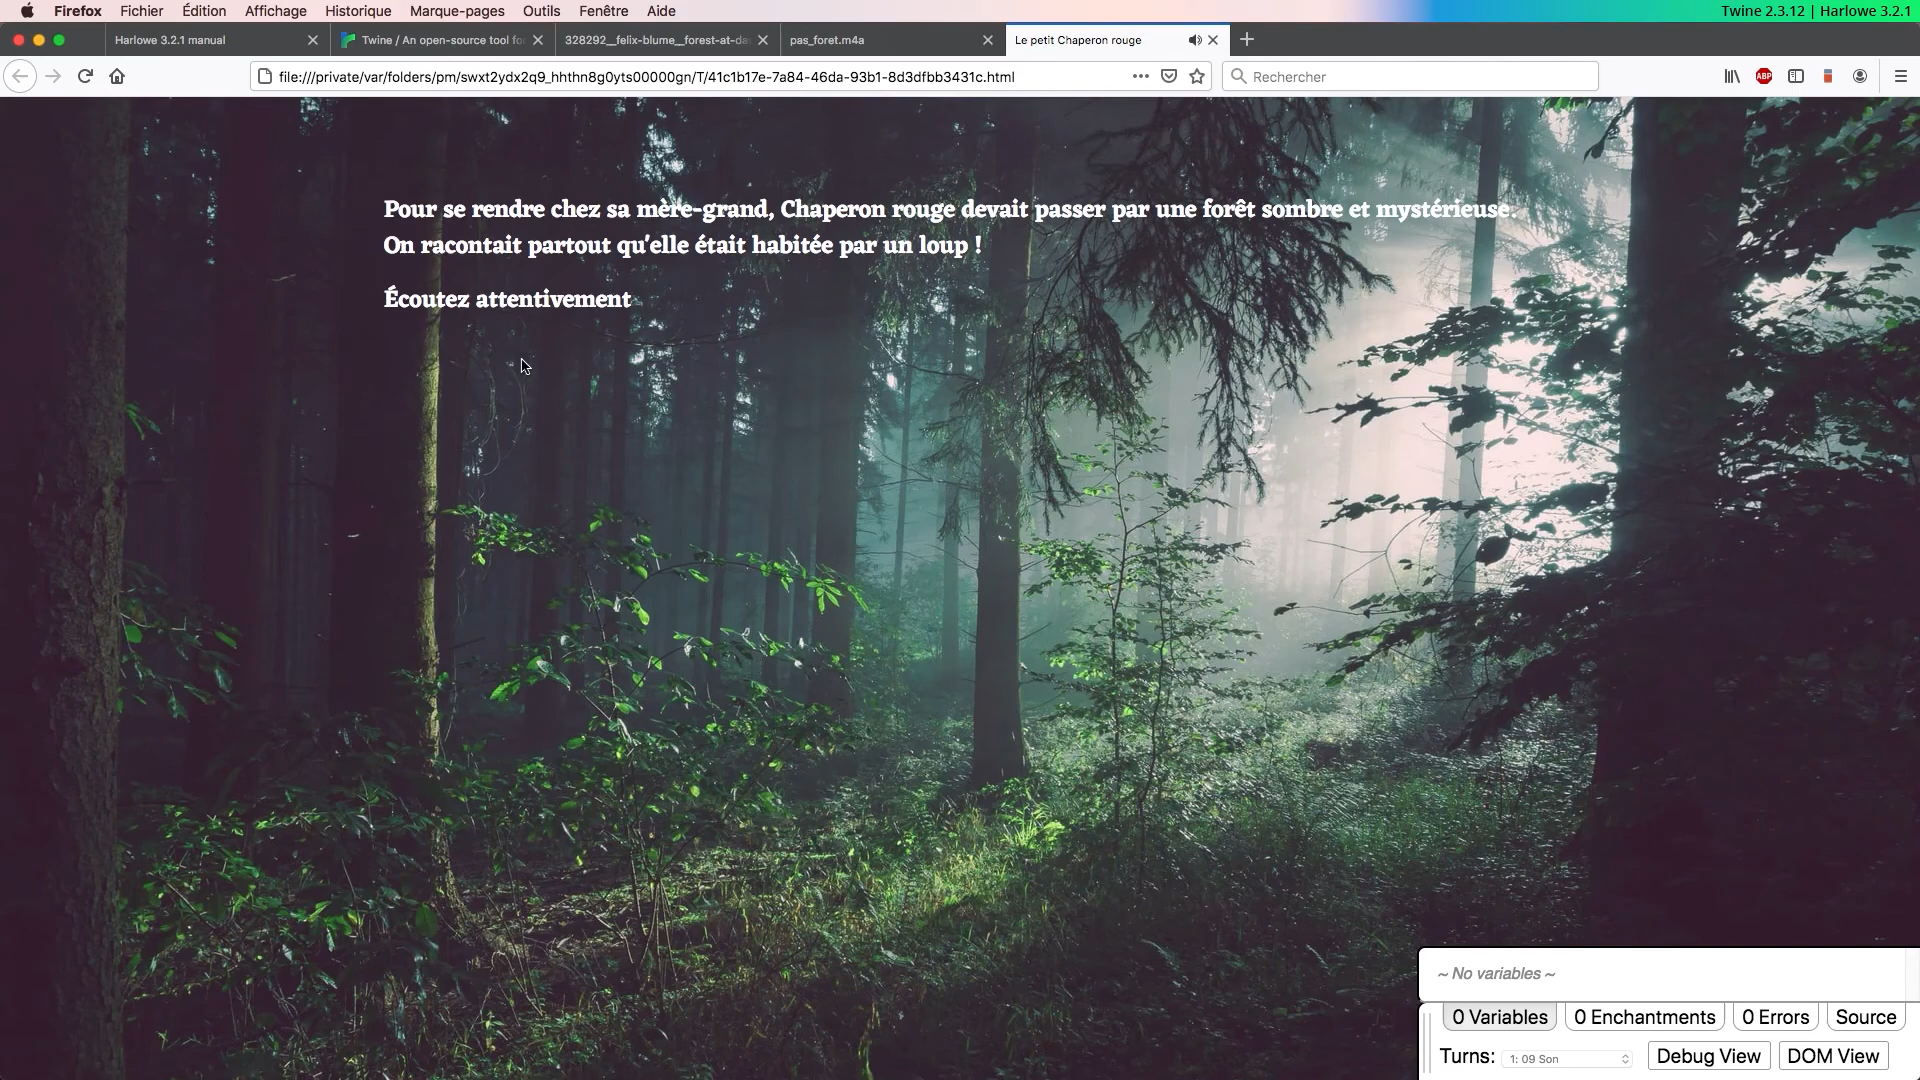 Firefox Fichier Édition Affichage Historique Marque-pages Outils Fenêtre Aide
Twine 2.3.12 | Harlowe 3.2.1
Harlowe 3.2.1 manual
Twine / An open-source tool fo
328292__felix-blume__forest-at-da
pas_foret.m4a
Le petit Chaperon rouge
file:///private/var/folders/pm/swxt2ydx2q9_hhthn8g0yts00000gn/T/41c1b17e-7a84-46da-93b1-8d3dfbb3431c.html
Rechercher
ABP
Pour se rendre chez sa mère-grand, Chaperon rouge devait passer par une forêt sombre et mystérieuse.
On racontait partout qu'elle était habitée par un loup !
Écoutez attentivement
~ No variables ~
0 Variables 0 Enchantments 0 Errors Source
Turns: 1: 09 Son Debug View DOM View